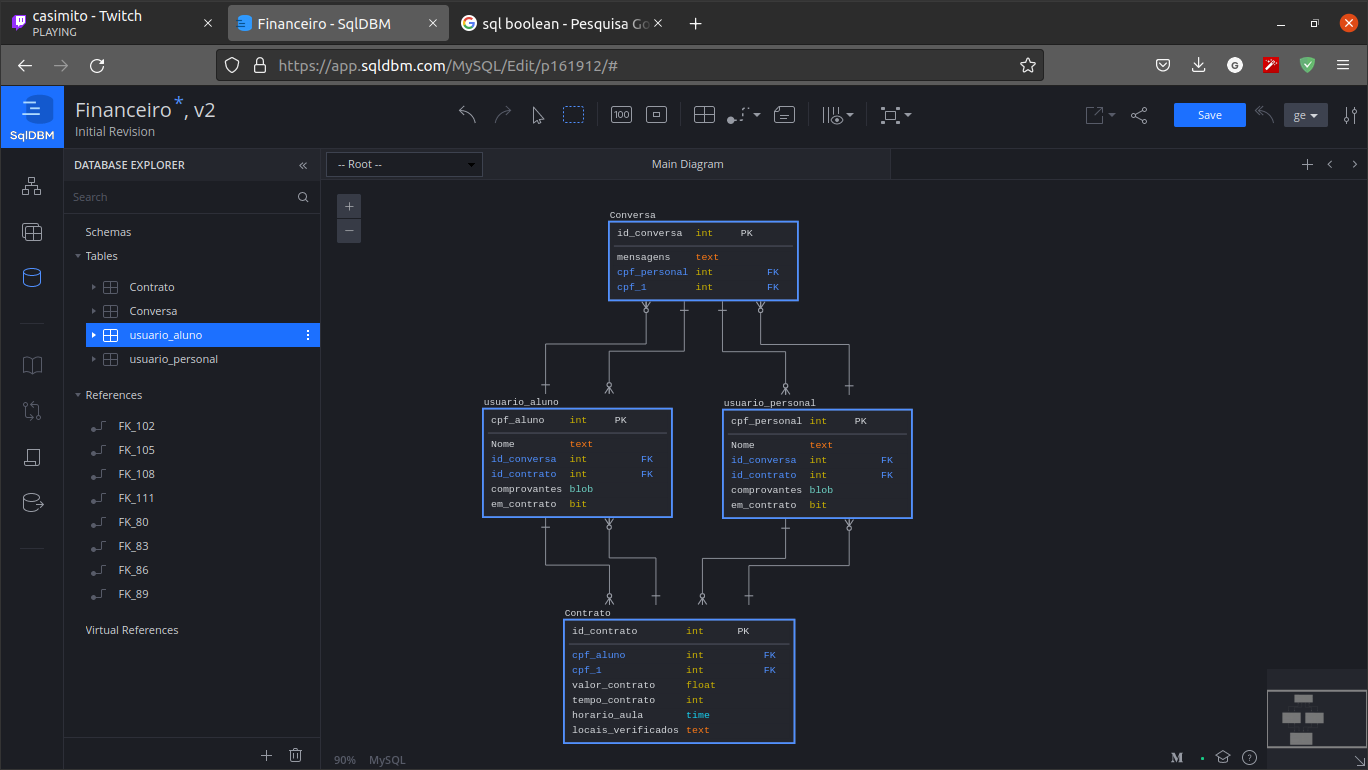 casimito - Twitch
PLAYING
Financeiro - SqlDBM
sql boolean - Pesquisa Go
https://app.sqldbm.com/MySQL/Edit/p161912/#
SqlDBM
Financeiro*, v2
Initial Revision
100
Save
ge
DATABASE EXPLORER
-- Root --
Main Diagram
Search
Schemas
Tables
Contrato
Conversa
usuario_aluno
usuario_personal
References
FK_102
FK_105
FK_108
FK_111
FK_80
FK_83
FK_86
FK_89
Virtual References
Conversa
id_conversa int PK
mensagens text
cpf_personal int FK
cpf_1 int FK
usuario_aluno
cpf_aluno int PK
Nome text
id_conversa int FK
id_contrato int FK
comprovantes blob
em_contrato bit
usuario_personal
cpf_personal int PK
Nome text
id_conversa int FK
id_contrato int FK
comprovantes blob
em_contrato bit
Contrato
id_contrato int PK
cpf_aluno int FK
cpf_1 int FK
valor_contrato float
tempo_contrato int
horario_aula time
locais_verificados text
90% MySQL
M